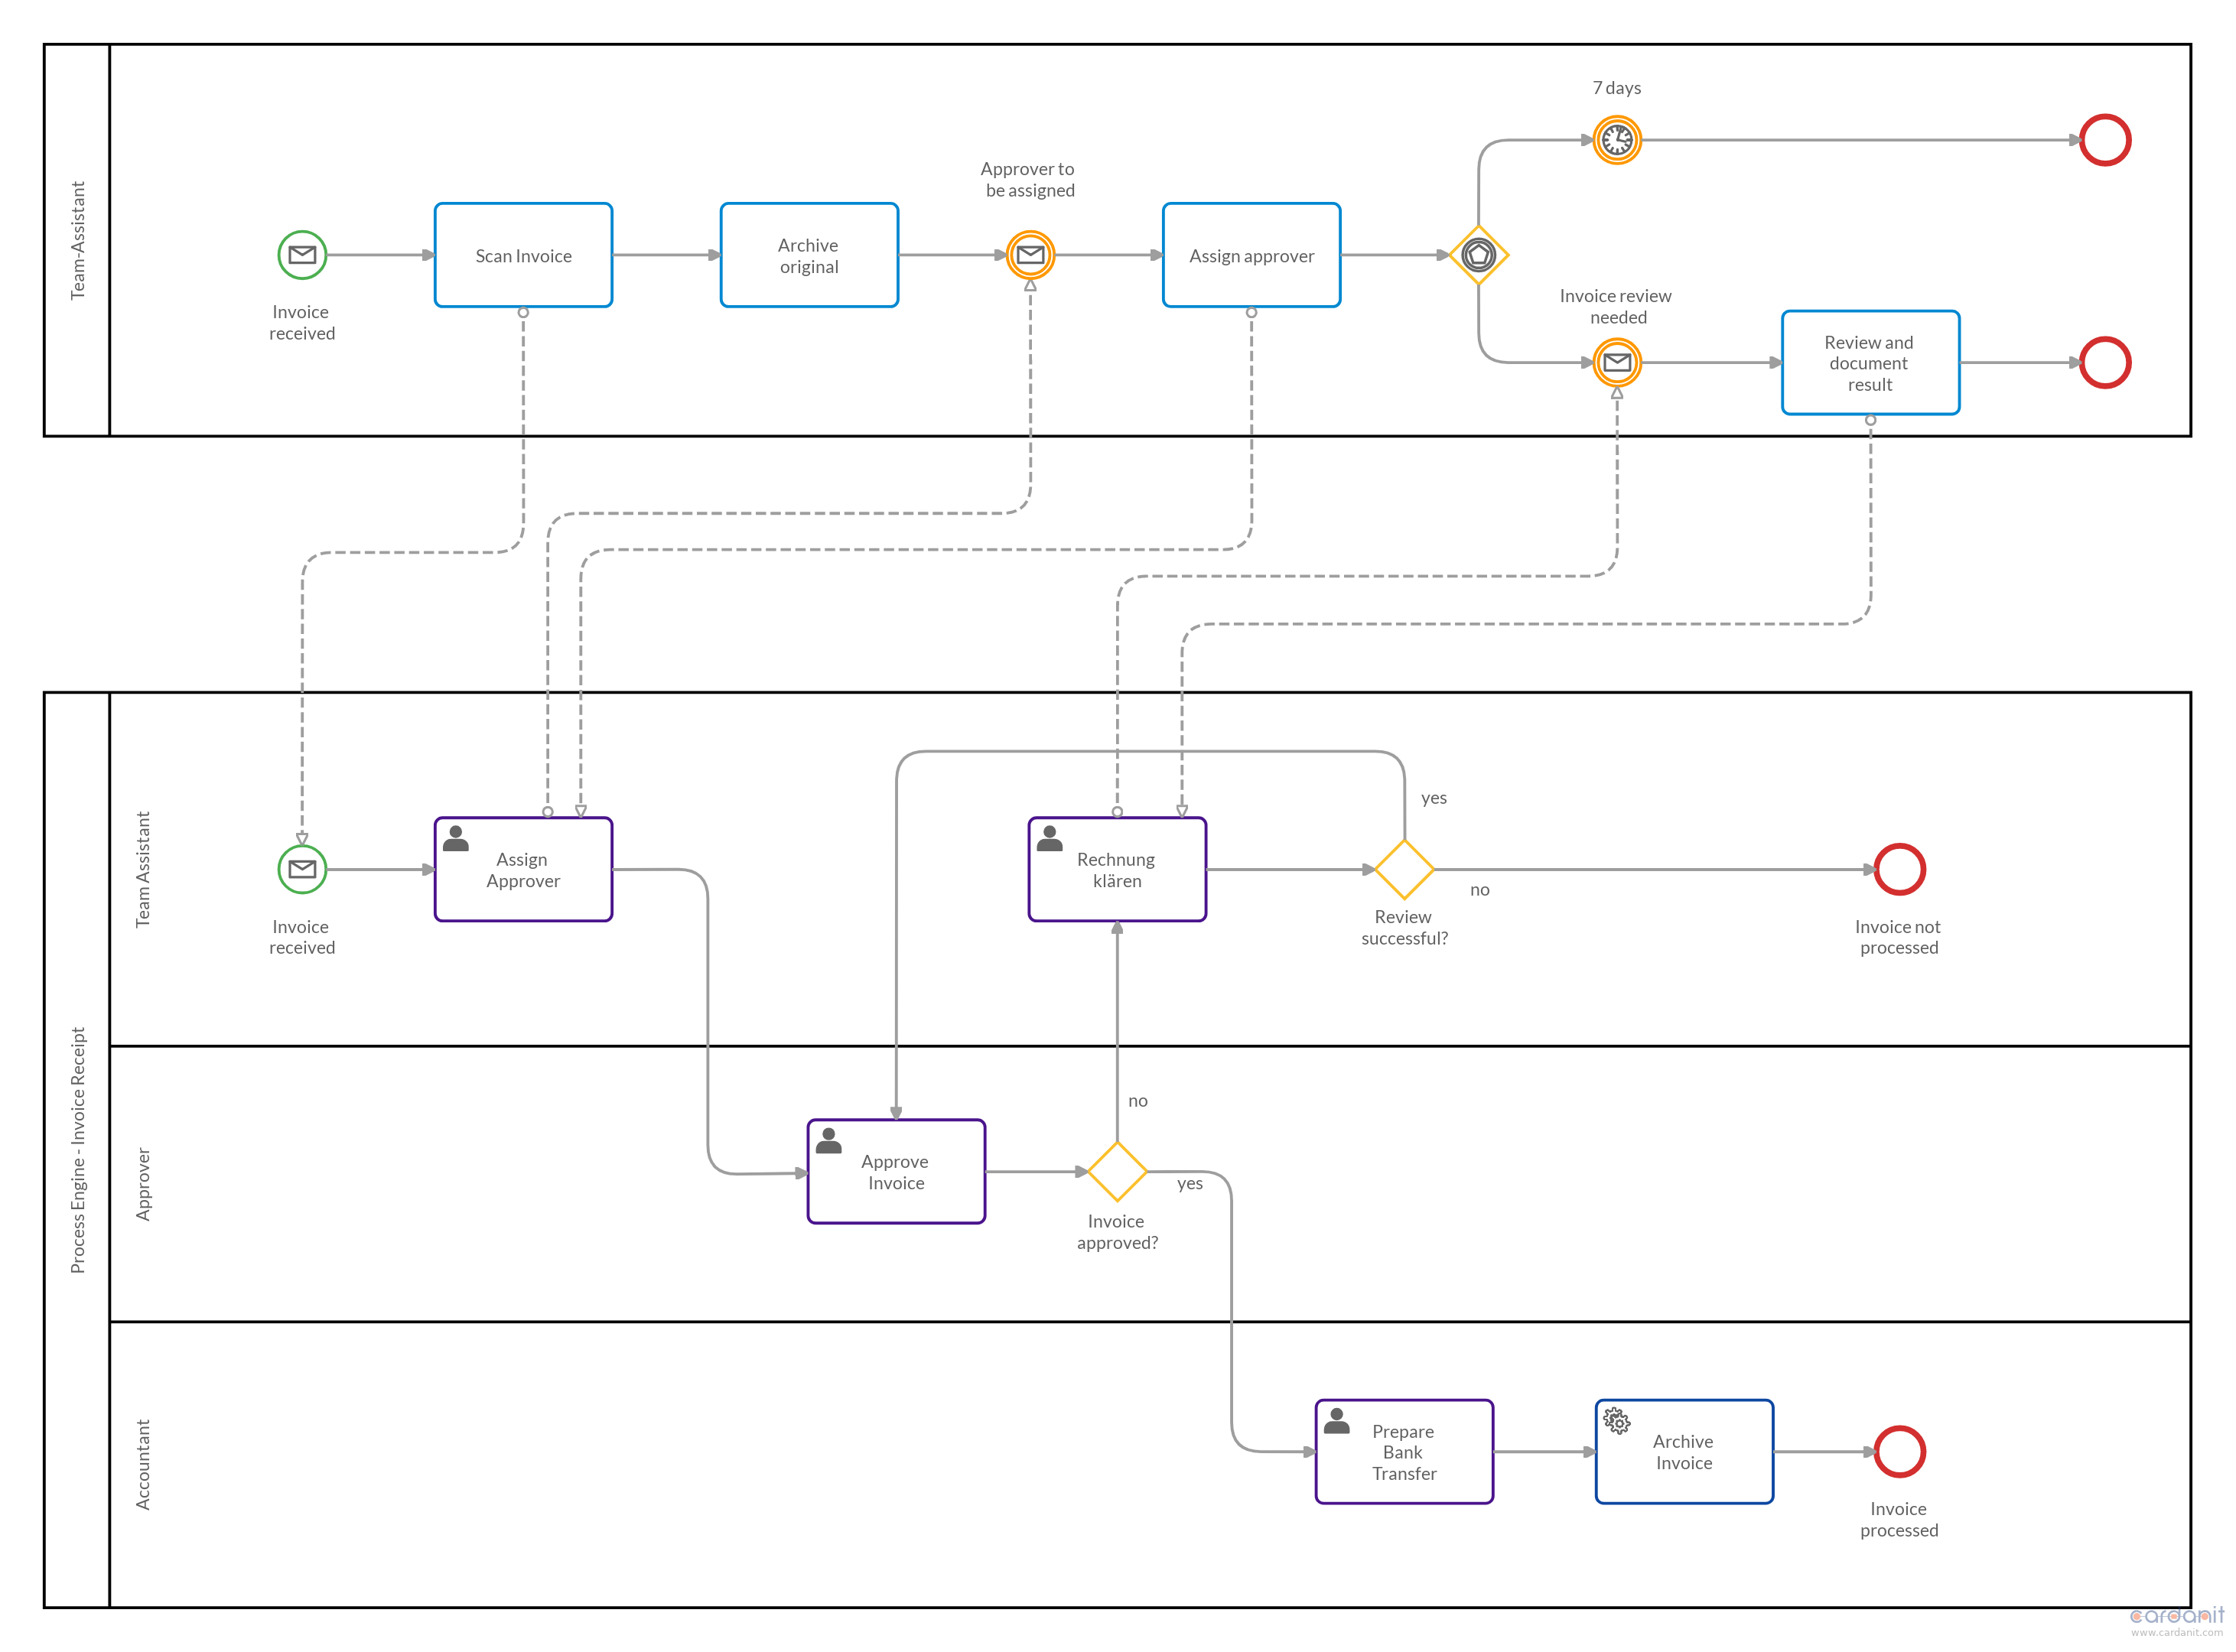 Team-Assistant
7 days
Approver to
be assigned
Scan Invoice
Archive
original
Assign approver
Invoice
received
Invoice review
needed
Review and
document
result
Process Engine - Invoice Receipt
Team Assistant
yes
Assign
Approver
Rechnung
klären
no
Invoice
received
Review
successful?
Invoice not
processed
Approver
no
Approve
Invoice
yes
Invoice
approved?
Accountant
Prepare
Bank
Transfer
Archive
Invoice
Invoice
processed
cardanit
www.cardanit.com